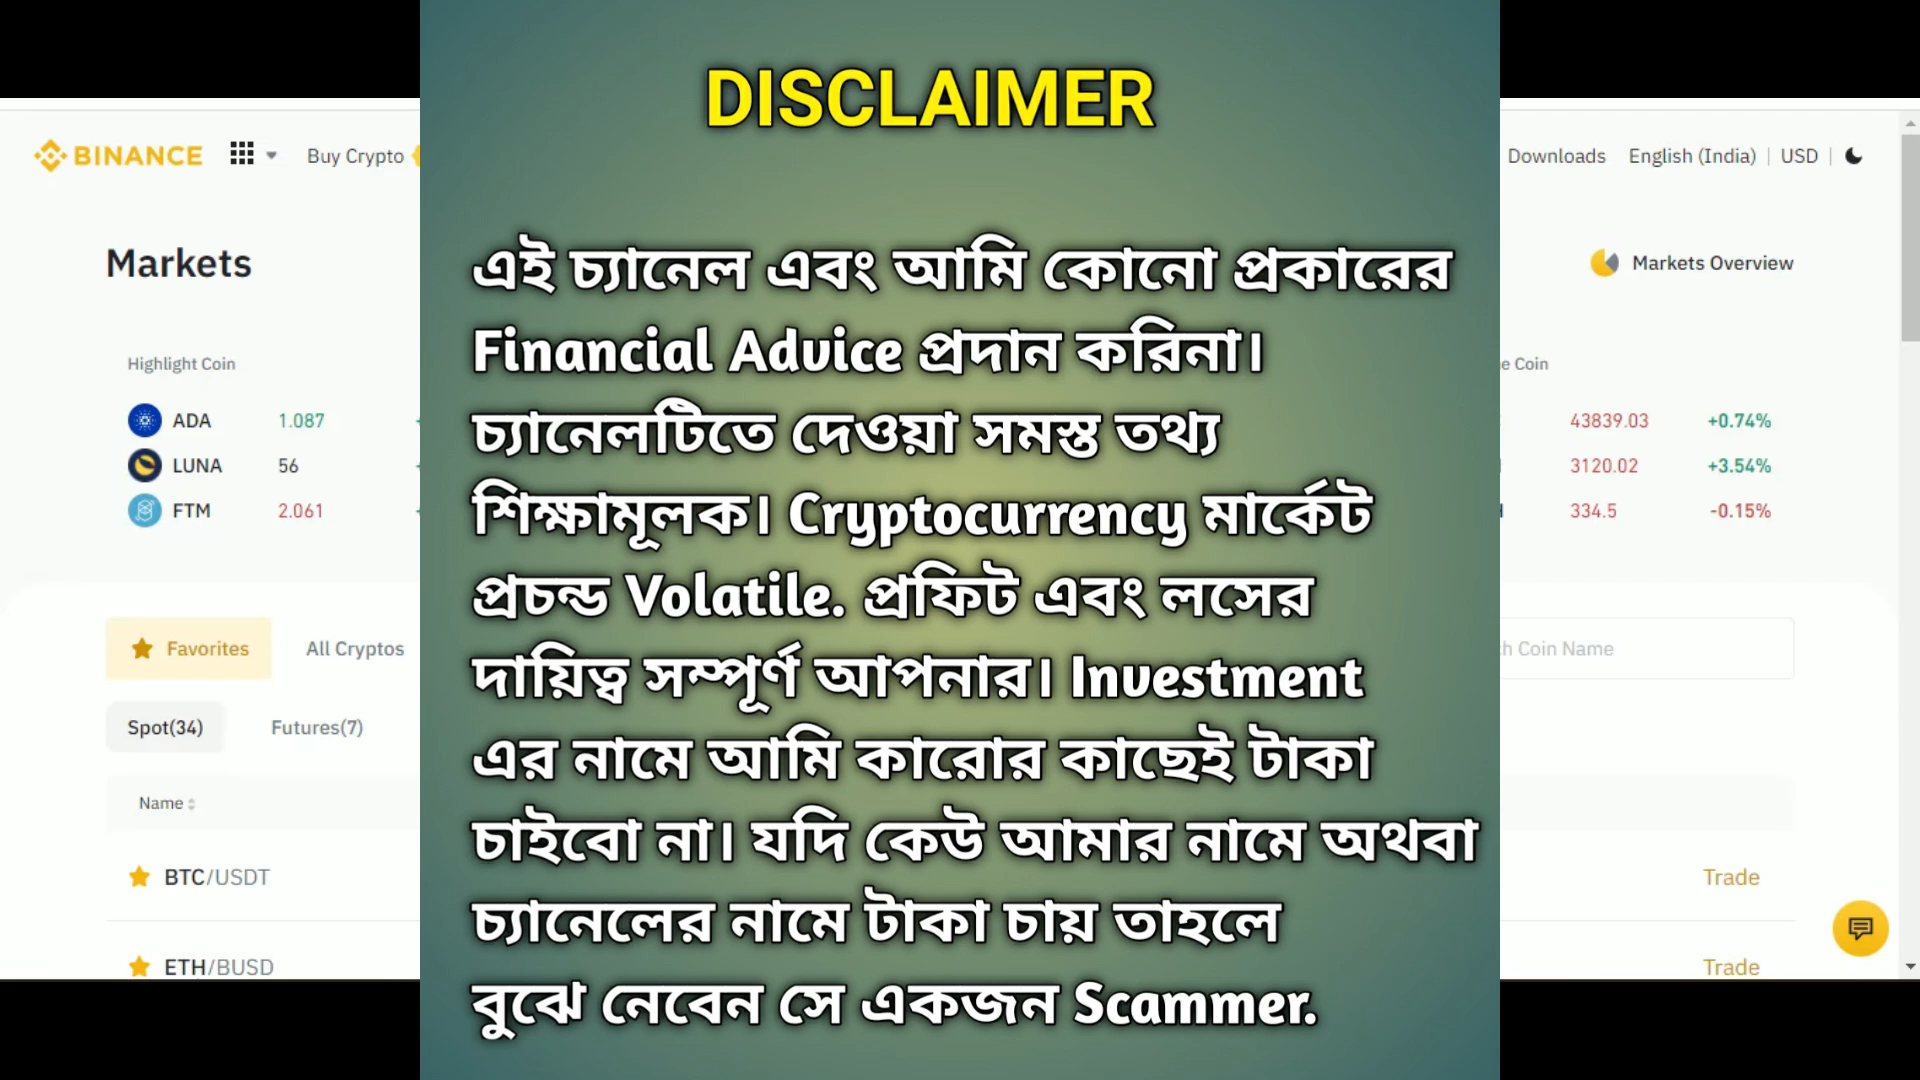 DISCLAIMER
এই চ্যানেল এবং আমি কোনো প্রকারের
Financial Advice প্রদান করিনা।
চ্যানেলটিতে দেওয়া সমস্ত তথ্য
শিক্ষামূলক। Cryptocurrency মার্কেট
প্রচন্ড Volatile. প্রফিট এবং লসের
দায়িত্ব সম্পূর্ণ আপনার। Investment
এর নামে আমি কারোর কাছেই টাকা
চাইবো না। যদি কেউ আমার নামে অথবা
চ্যানেলের নামে টাকা চায় তাহলে
বুঝে নেবেন সে একজন Scammer.
BINANCE Buy Crypto
Downloads English (India) | USD |
Markets
Markets Overview
Highlight Coin
ADA 1.087
LUNA 56
FTM 2.061
Coin
43839.03 +0.74%
3120.02 +3.54%
334.5 -0.15%
Favorites All Cryptos
Coin Name
Spot(34) Futures(7)
Name
BTC/USDT Trade
ETH/BUSD Trade